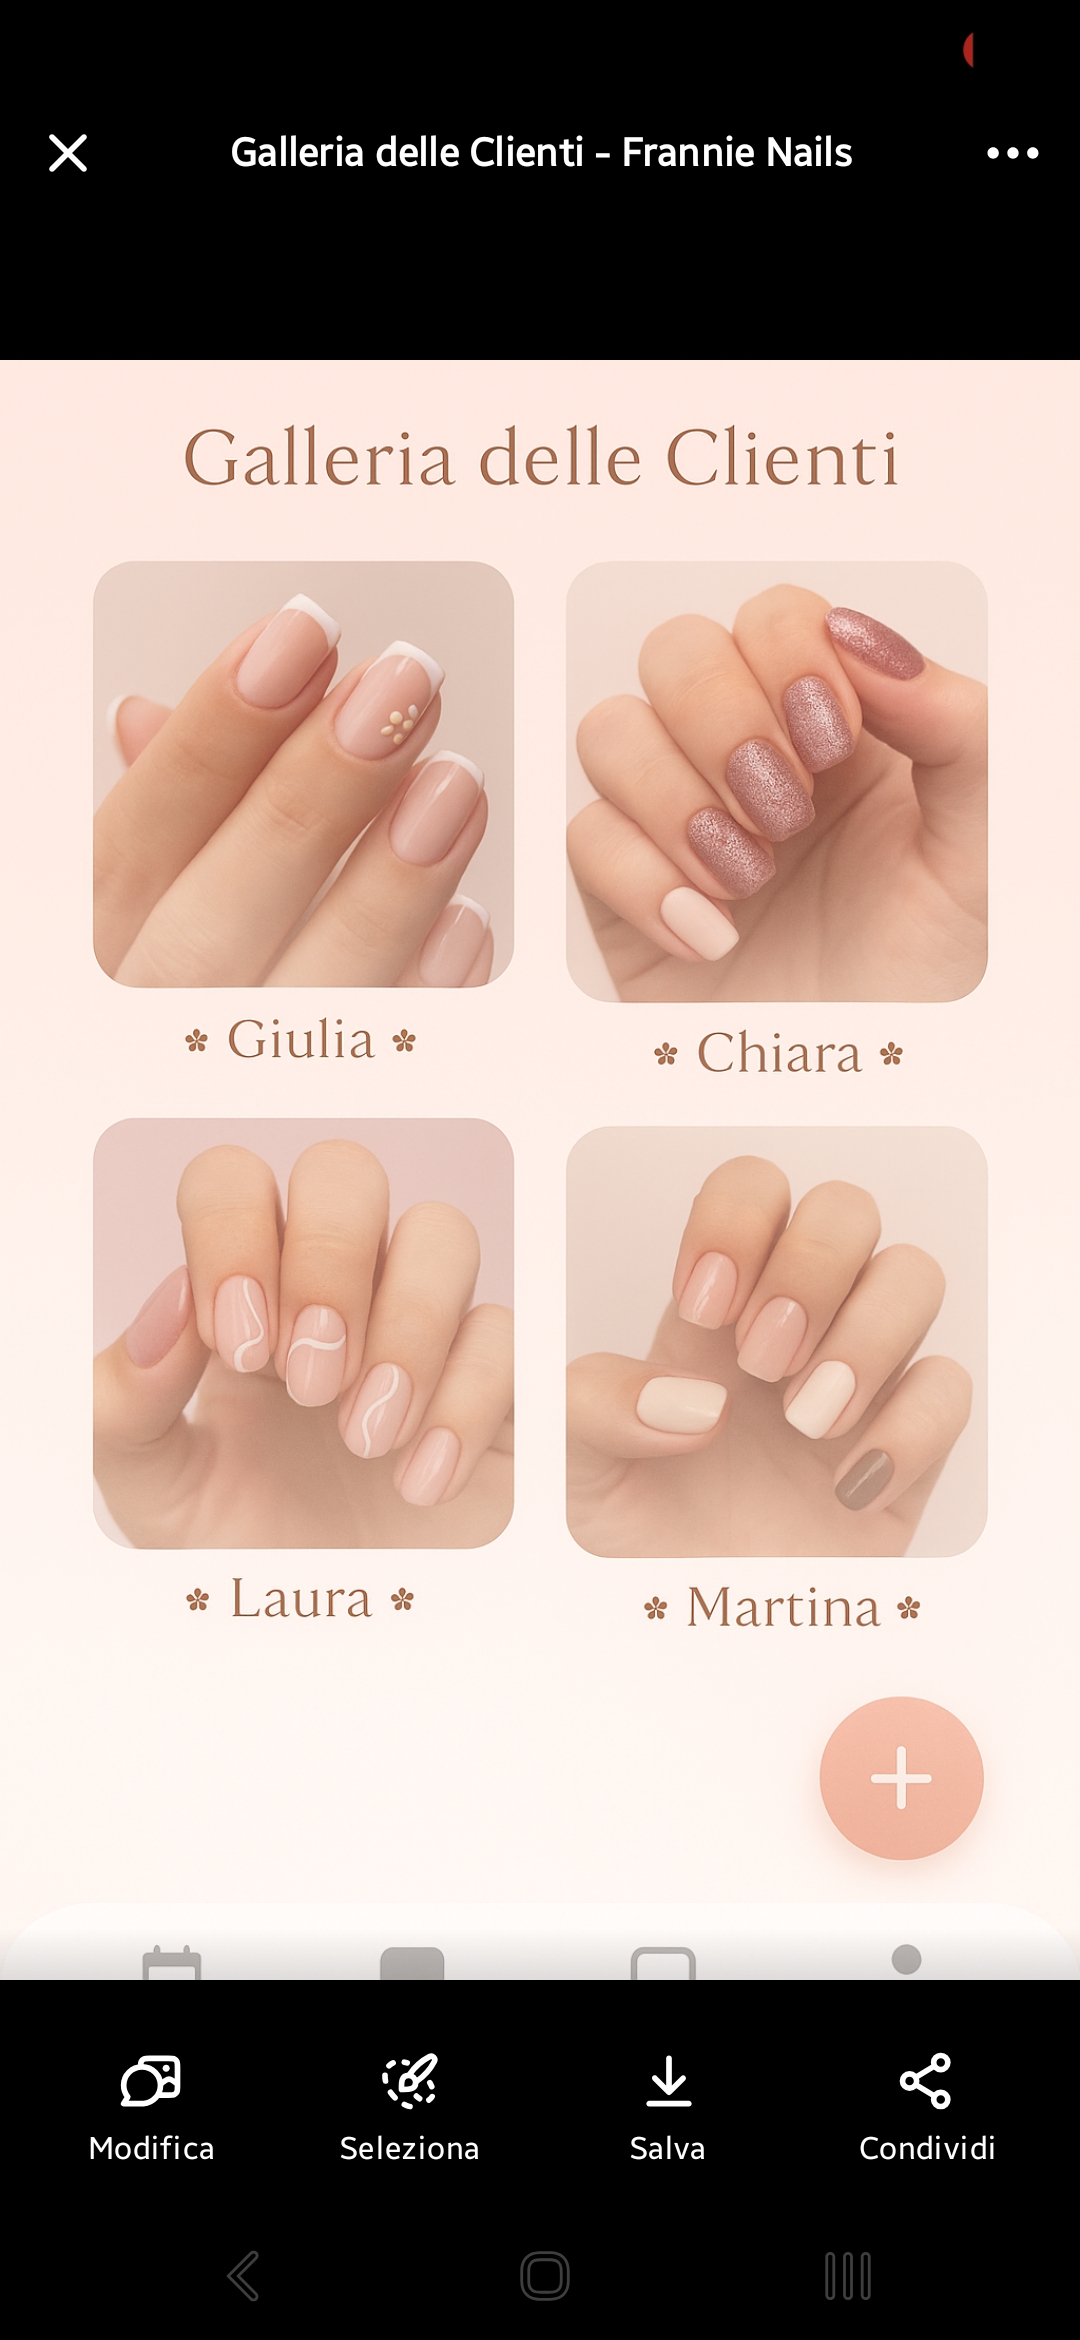 Galleria delle Clienti - Frannie Nails
Galleria delle Clienti
Giulia
Chiara
Laura
Martina
Modifica
Seleziona
Salva
Condividi